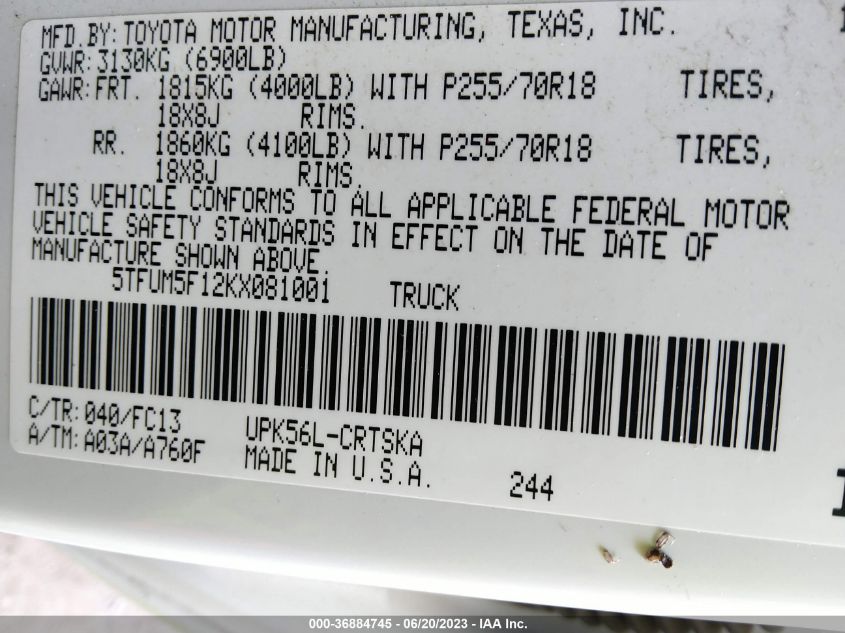 MFD.BY: TOYOTA MOTOR MANUFACTURING, TEXAS, INC.
GVWR: 3130KG (6900LB)
GAWR: FRT. 1815KG (4000LB) WITH P255/70R18 TIRES,
18X8J RIMS.
RR. 1860KG (4100LB) WITH P255/70R18 TIRES,
18X8J RIMS.
THIS VEHICLE CONFORMS TO ALL APPLICABLE FEDERAL MOTOR
VEHICLE SAFETY STANDARDS IN EFFECT ON THE DATE OF
MANUFACTURE SHOWN ABOVE.
5TFUM5F12KX081001 TRUCK
C/TR: 040/FC13
A/TM: A03A/A760F
UPK56L-CRTSKA
MADE IN U.S.A.
244
000-36884745 - 06/20/2023 - IAA Inc.